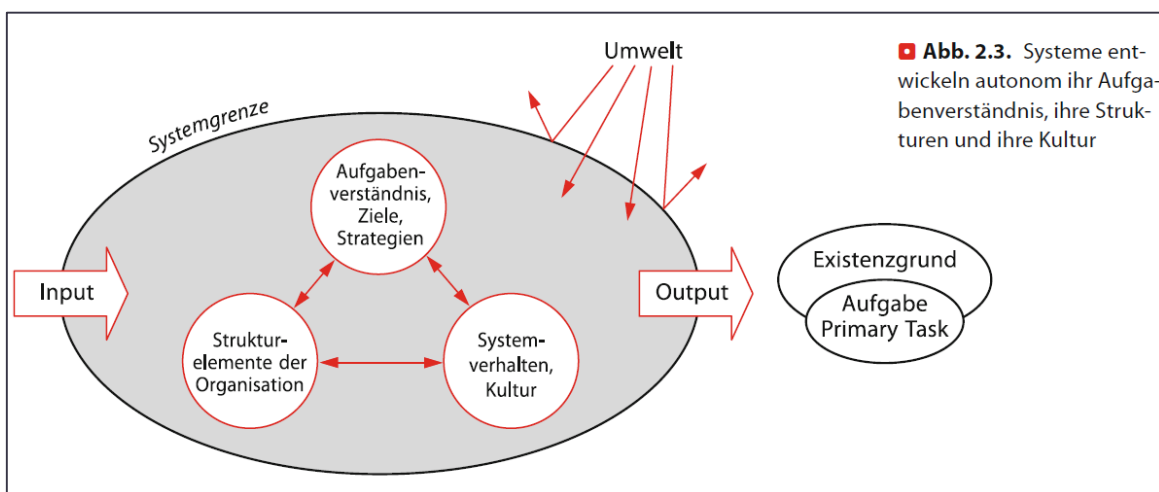 Umwelt
Abb. 2.3. Systeme ent-
wickeln autonom ihr Aufga-
benverständnis, ihre Struk-
turen und ihre Kultur
Systemgrenze
Aufgaben-
verständnis,
Ziele,
Strategien
Input
Output
Existenzgrund
Aufgabe
Primary Task
Struktur-
elemente der
Organisation
System-
verhalten,
Kultur